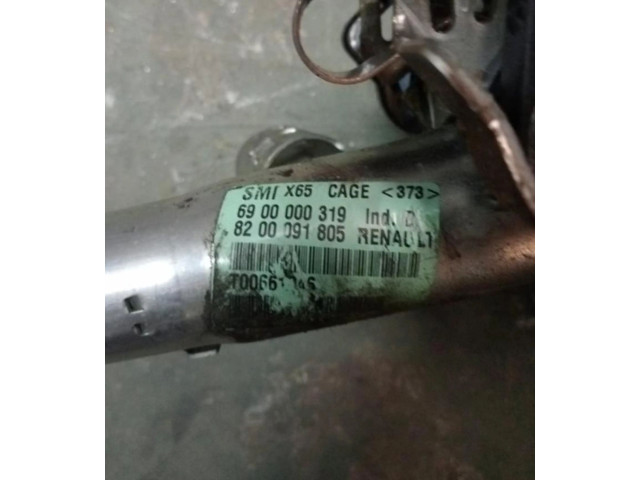 SMI X65 CAGE <373>
69 00 000 319 Ind. D
82 00 091 805 RENAULT